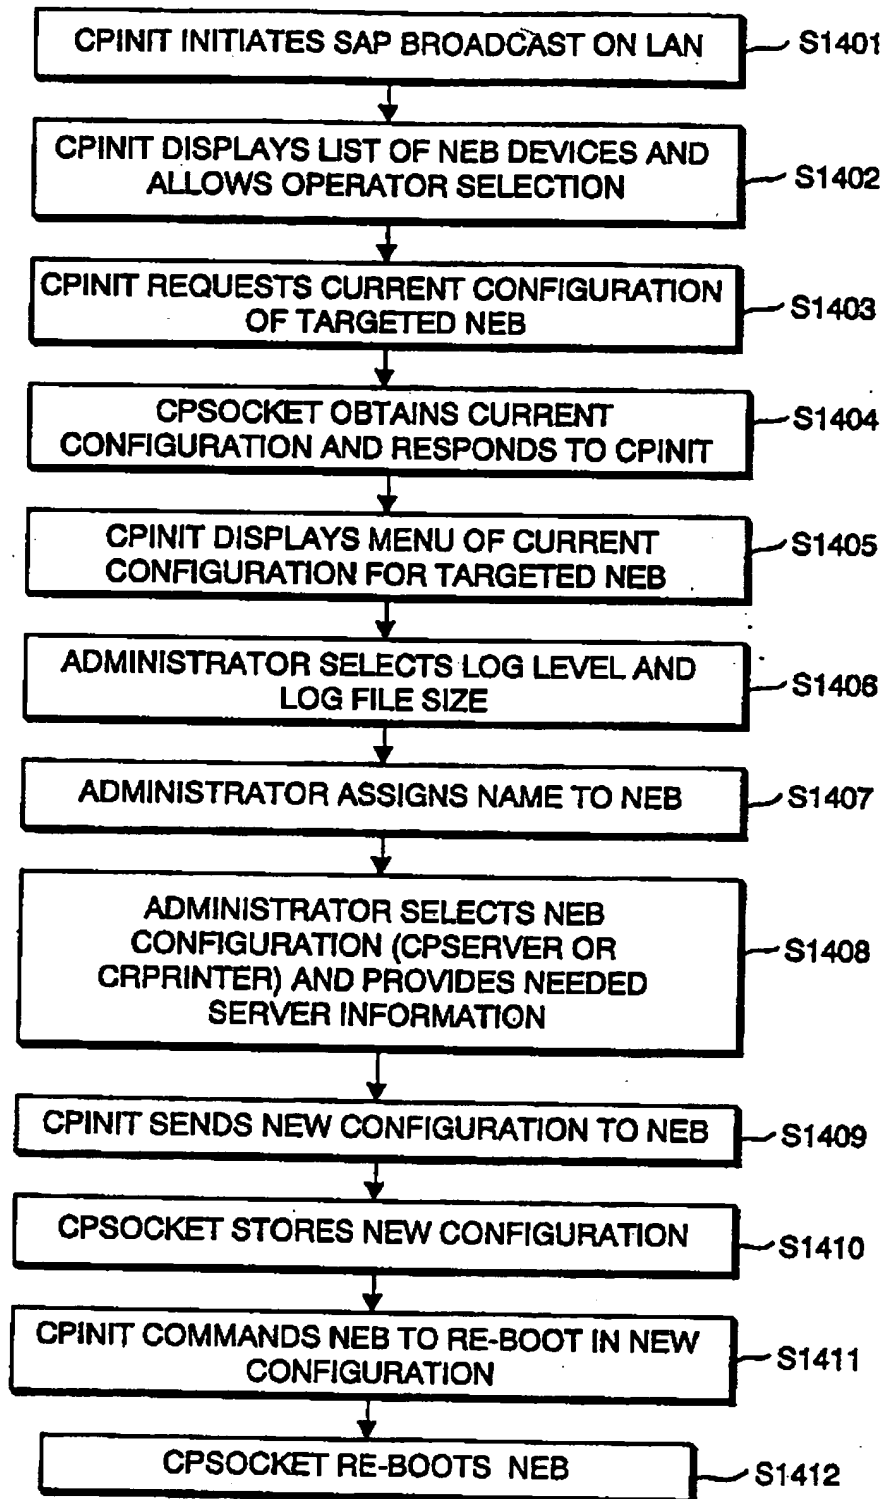 CPINIT INITIATES SAP BROADCAST ON LAN
S1401
CPINIT DISPLAYS LIST OF NEB DEVICES AND
ALLOWS OPERATOR SELECTION
S1402
CPINIT REQUESTS CURRENT CONFIGURATION
OF TARGETED NEB
S1403
CPSOCKET OBTAINS CURRENT
CONFIGURATION AND RESPONDS TO CPINIT
S1404
CPINIT DISPLAYS MENU OF CURRENT
CONFIGURATION FOR TARGETED NEB
S1405
ADMINISTRATOR SELECTS LOG LEVEL AND
LOG FILE SIZE
S1406
ADMINISTRATOR ASSIGNS NAME TO NEB
S1407
ADMINISTRATOR SELECTS NEB
CONFIGURATION (CPSERVER OR
CRPRINTER) AND PROVIDES NEEDED
SERVER INFORMATION
S1408
CPINIT SENDS NEW CONFIGURATION TO NEB
S1409
CPSOCKET STORES NEW CONFIGURATION
S1410
CPINIT COMMANDS NEB TO RE-BOOT IN NEW
CONFIGURATION
S1411
CPSOCKET RE-BOOTS NEB
S1412